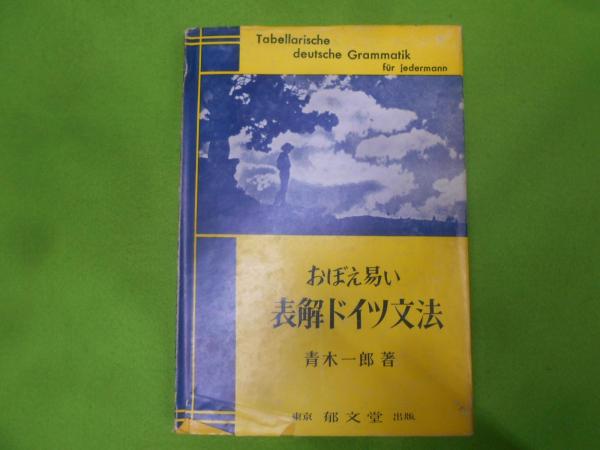 Tabellarische
deutsche Grammatik
für jedermann
おぼえ易い
表解ドイツ文法
青木一郎著
東京 郁文堂 出版